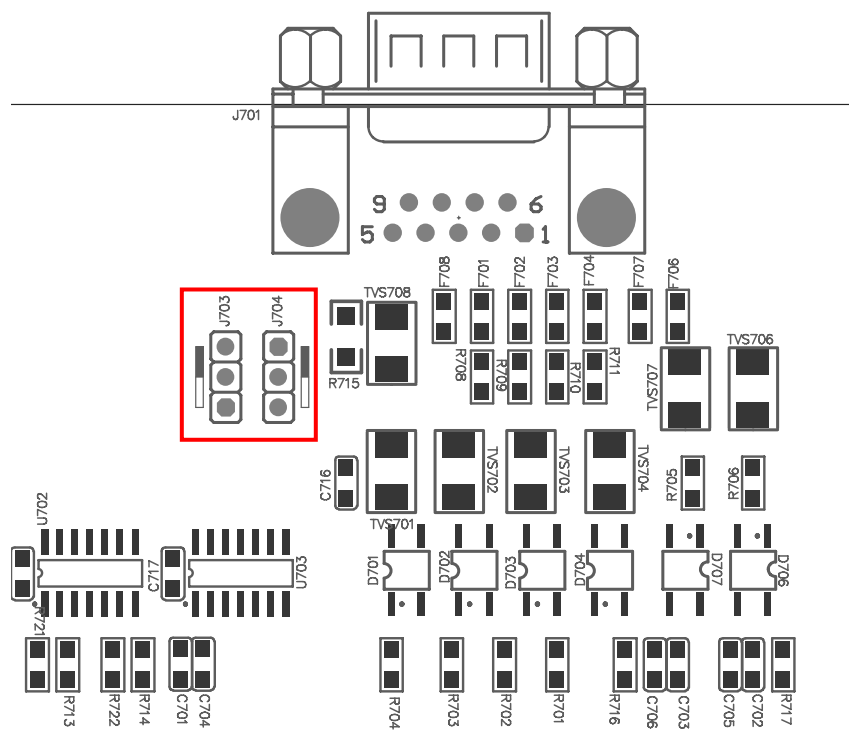 J701
9 6
5 1
F708 F701 F702 F703 F704 F707 F706
J703 J704
TVS708
R708 R709 R710 R711
TVS706
TVS707
R715
C716
TVS701 TVS702 TVS703 TVS704
R705 R706
U702
C717
U703
D701 D702 D703 D704 D707 D706
R721
R713 R722 R714 C701 C704
R704 R703 R702 R701 R716 C706 C703 C705 C702 R717